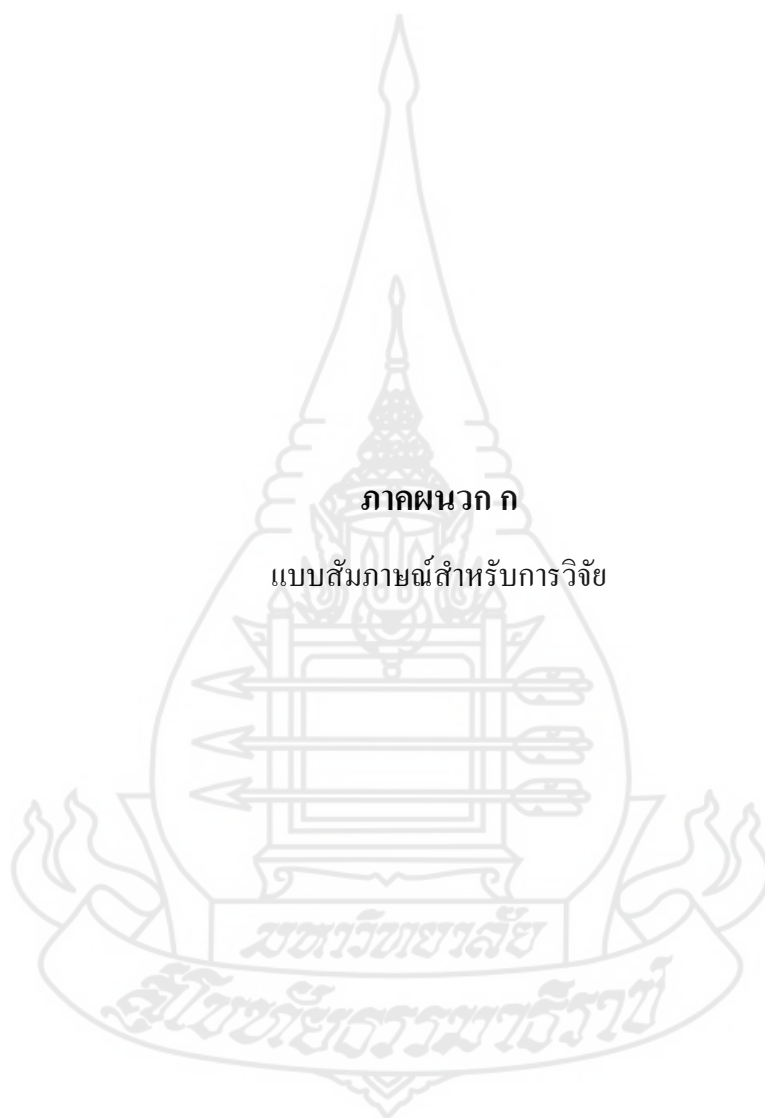 ภาคผนวก ก
แบบสัมภาษณ์สำหรับการวิจัย
มหาวิทยาลัย
สุโขทัยธรรมาธิราช